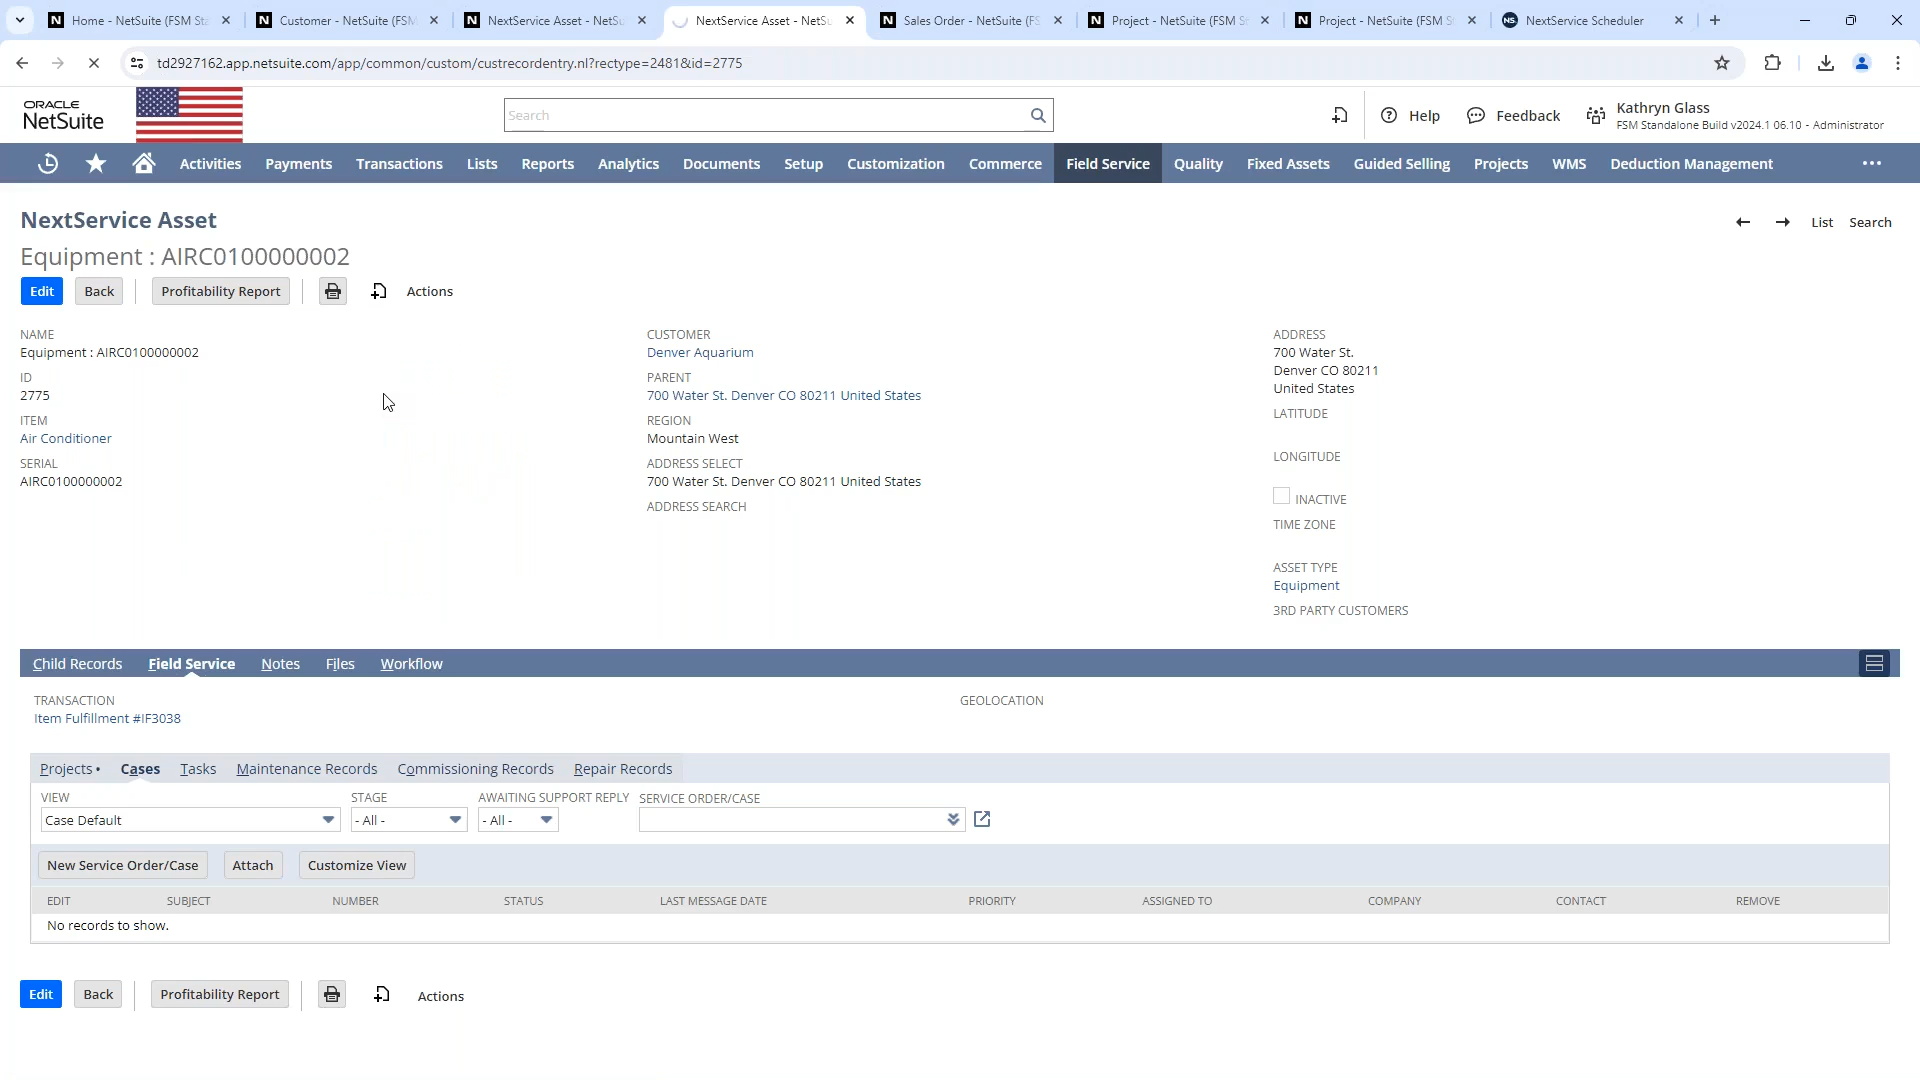 Home - NetSuite (FSM Sta
Customer - NetSuite (FSM
NextService Asset - NetSu
NextService Asset - NetSu
Sales Order - NetSuite (FS
Project - NetSuite (FSM S
Project - NetSuite (FSM S
NS
NextService Scheduler
td2927162.app.netsuite.com/app/common/custom/custrecordentry.nl?rectype=2481&id=2775
ORACLE
NetSuite
Search
Help
Feedback
Kathryn Glass
FSM Standalone Build v2024.1 06.10 - Administrator
Activities
Payments
Transactions
Lists
Reports
Analytics
Documents
Setup
Customization
Commerce
Field Service
Quality
Fixed Assets
Guided Selling
Projects
WMS
Deduction Management
NextService Asset
List
Search
Equipment : AIRC0100000002
Edit
Back
Profitability Report
Actions
NAME
Equipment : AIRC0100000002
ID
2775
ITEM
Air Conditioner
SERIAL
AIRC0100000002
CUSTOMER
Denver Aquarium
PARENT
700 Water St. Denver CO 80211 United States
REGION
Mountain West
ADDRESS SELECT
700 Water St. Denver CO 80211 United States
ADDRESS SEARCH
ADDRESS
700 Water St.
Denver CO 80211
United States
LATITUDE
LONGITUDE
INACTIVE
TIME ZONE
ASSET TYPE
Equipment
3RD PARTY CUSTOMERS
Child Records
Field Service
Notes
Files
Workflow
TRANSACTION
Item Fulfillment #IF3038
GEOLOCATION
Projects •
Cases
Tasks
Maintenance Records
Commissioning Records
Repair Records
VIEW
Case Default
STAGE
- All -
AWAITING SUPPORT REPLY
- All -
SERVICE ORDER/CASE
New Service Order/Case
Attach
Customize View
EDIT
SUBJECT
NUMBER
STATUS
LAST MESSAGE DATE
PRIORITY
ASSIGNED TO
COMPANY
CONTACT
REMOVE
No records to show.
Edit
Back
Profitability Report
Actions